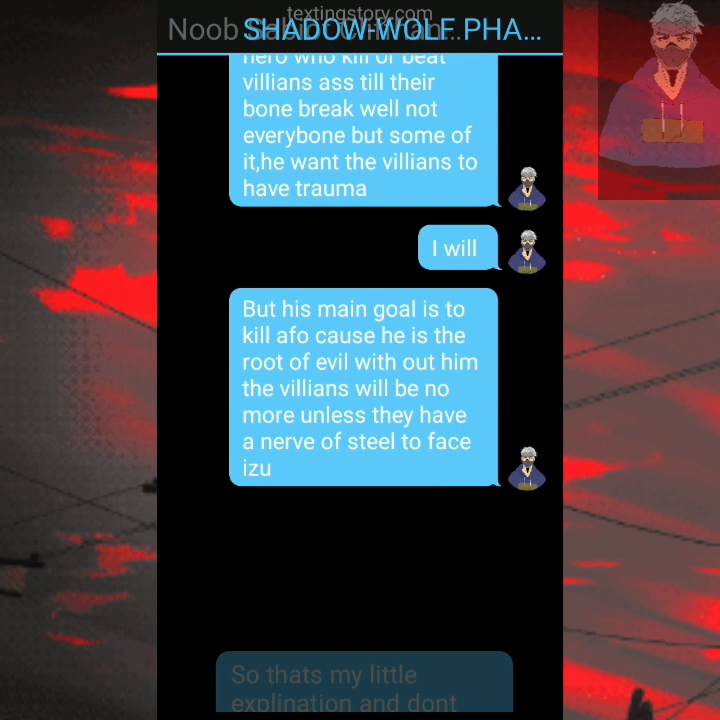 textingstory.com
Noob
SHADOW-WOLF PHA...
hero who kill or beat
villians ass till their
bone break well not
everybone but some of
it,he want the villians to
have trauma
I will
But his main goal is to
kill afo cause he is the
root of evil with out him
the villians will be no
more unless they have
a nerve of steel to face
izu
So thats my little
explination and dont